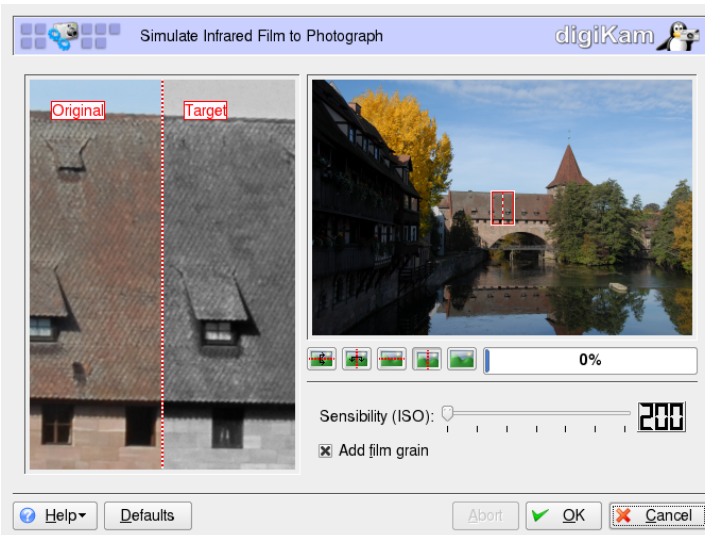 Simulate Infrared Film to Photograph
digiKam
Original
Target
0%
Sensibility (ISO):
200
Add film grain
Help
Defaults
Abort
OK
Cancel